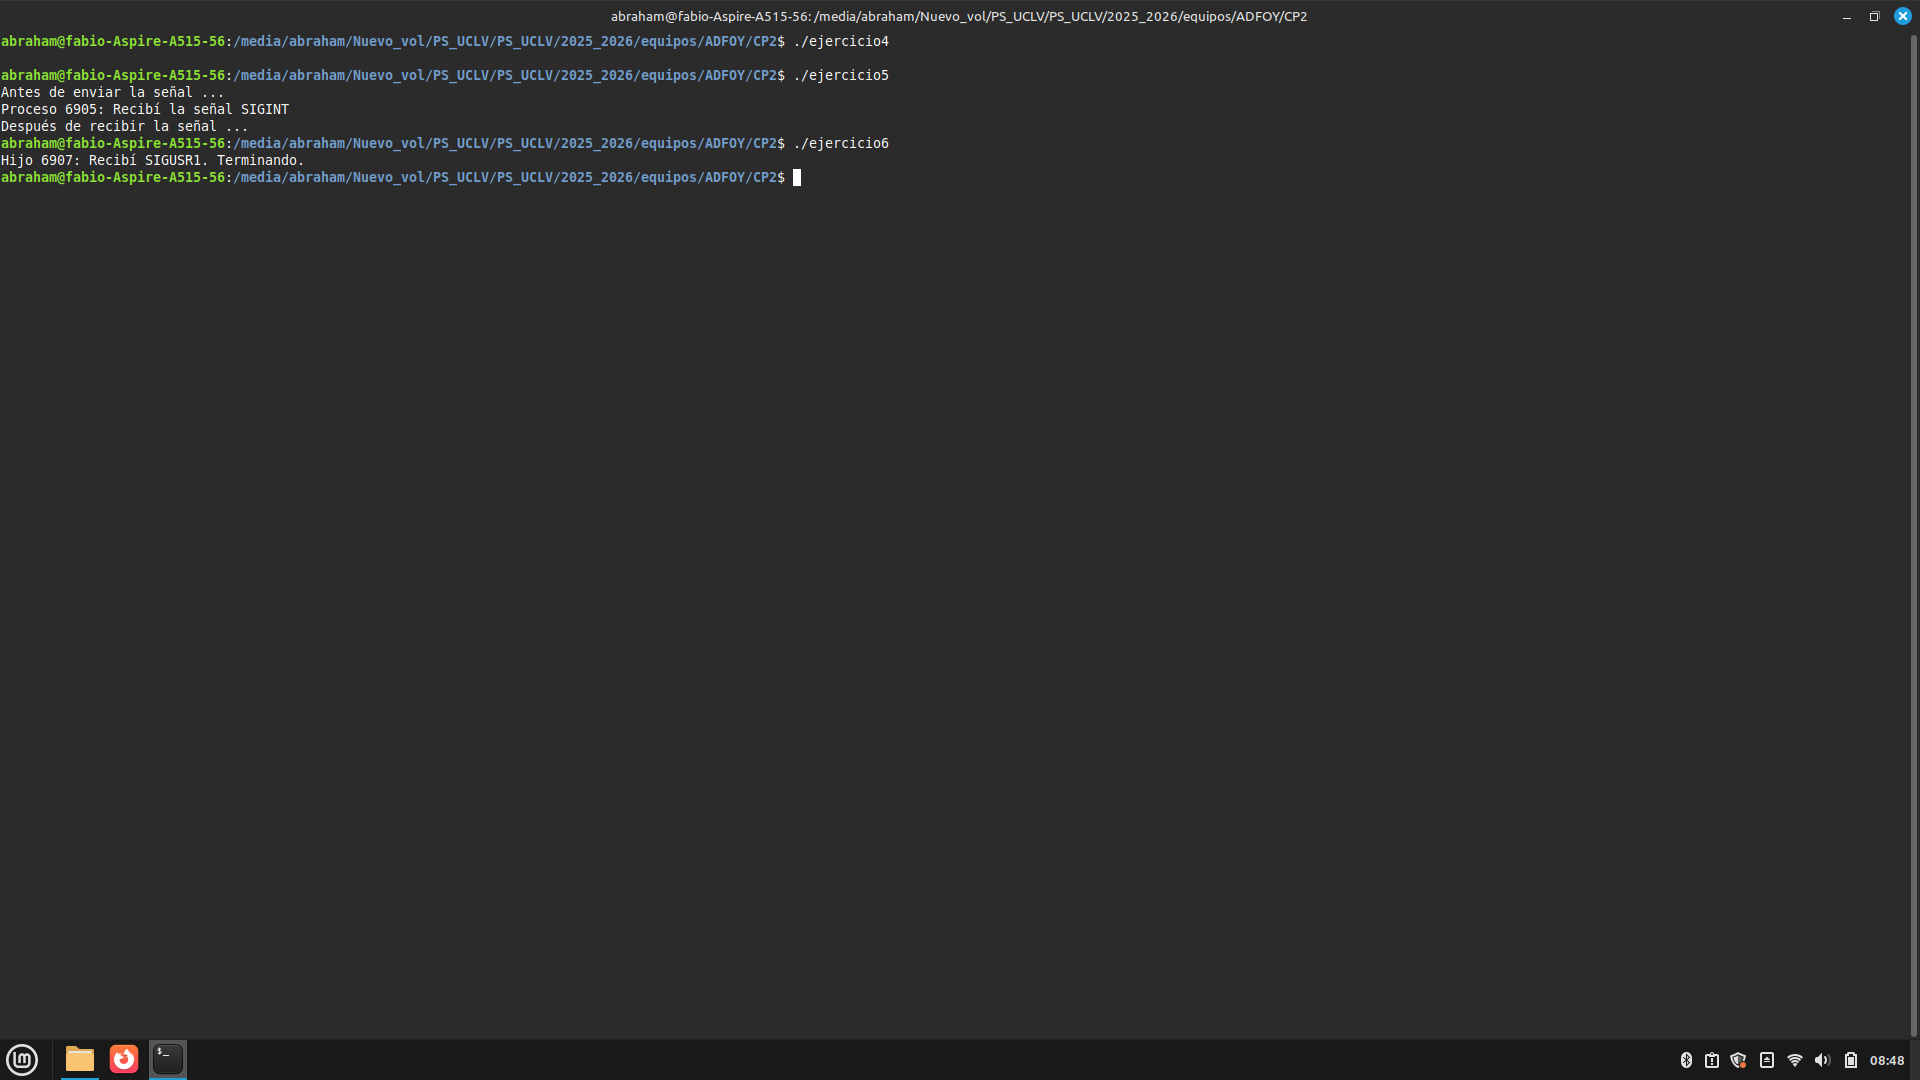 abraham@fabio-Aspire-A515-56: /media/abraham/Nuevo_vol/PS_UCLV/PS_UCLV/2025_2026/equipos/ADFOY/CP2
abraham@fabio-Aspire-A515-56:/media/abraham/Nuevo_vol/PS_UCLV/PS_UCLV/2025_2026/equipos/ADFOY/CP2$ ./ejercicio4
abraham@fabio-Aspire-A515-56:/media/abraham/Nuevo_vol/PS_UCLV/PS_UCLV/2025_2026/equipos/ADFOY/CP2$ ./ejercicio5
Antes de enviar la señal ...
Proceso 6905: Recibí la señal SIGINT
Después de recibir la señal ...
abraham@fabio-Aspire-A515-56:/media/abraham/Nuevo_vol/PS_UCLV/PS_UCLV/2025_2026/equipos/ADFOY/CP2$ ./ejercicio6
Hijo 6907: Recibí SIGUSR1. Terminando.
abraham@fabio-Aspire-A515-56:/media/abraham/Nuevo_vol/PS_UCLV/PS_UCLV/2025_2026/equipos/ADFOY/CP2$
08:48